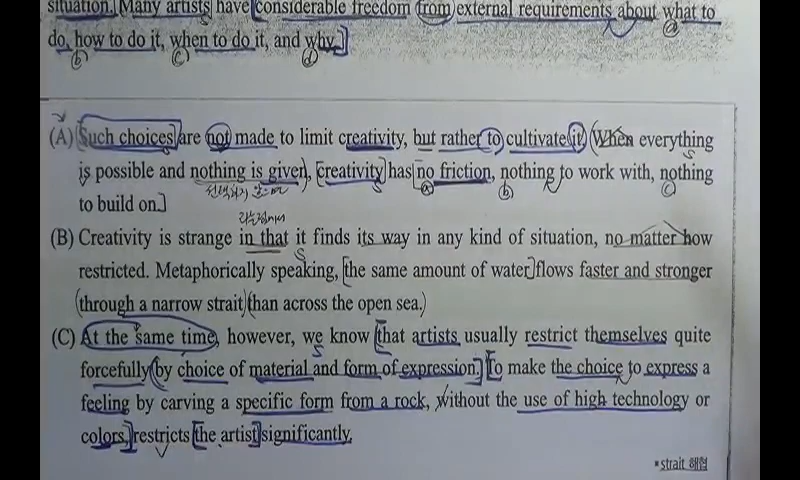 situation. Many artists have considerable freedom from external requirements about what to
ⓐ
do, how to do it, when to do it, and why.
ⓑ ⓒ ⓓ
(A) Such choices are not made to limit creativity, but rather to cultivate it. When everything
S
is possible and nothing is given, creativity has no friction, nothing to work with, nothing
S ⓐ ⓑ ⓒ
to build on.
(B) Creativity is strange in that it finds its way in any kind of situation, no matter how
S
restricted. Metaphorically speaking, the same amount of water flows faster and stronger
through a narrow strait than across the open sea.
(C) At the same time, however, we know that artists usually restrict themselves quite
S
forcefully by choice of material and form of expression. To make the choice to express a
feeling by carving a specific form from a rock, without the use of high technology or
colors, restricts the artist significantly.
V
*strait 해협